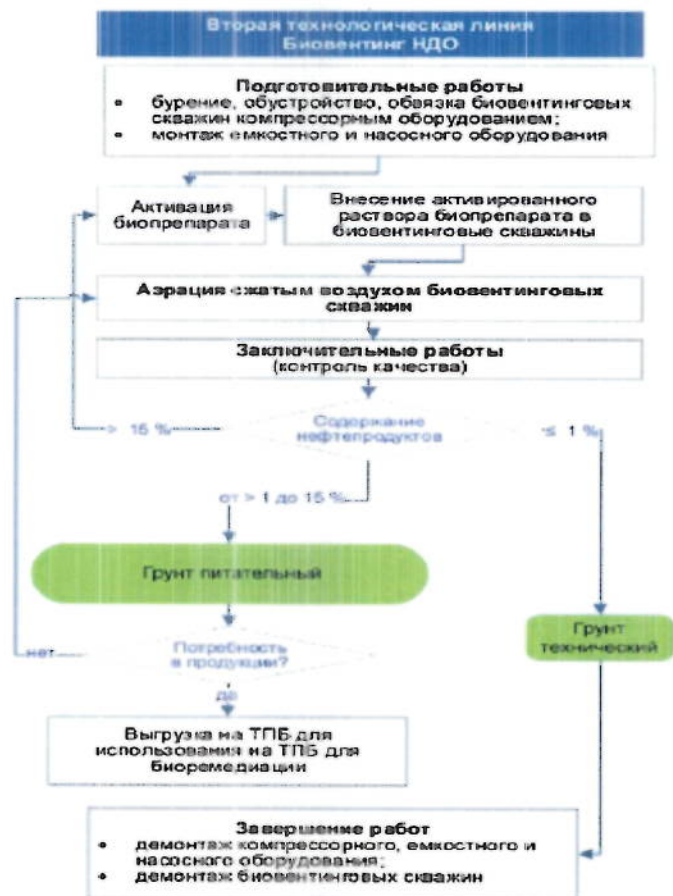 Вторая технологическая линия
Биовентинг НДО
Подготовительные работы
• бурение, обустройство, обвязка биовентинговых
скважин компрессорным оборудованием;
• монтаж емкостного и насосного оборудования
Активация
биопрепарата
Внесение активированного
раствора биопрепарата в
биовентинговые скважины
Аэрация сжатым воздухом биовентинговых
скважин
Заключительные работы
(контроль качества)
Содержание
нефтепродуктов
> 15 %
≤ 1 %
от > 1 до 15 %
Грунт питательный
Грунт
технический
Потребность
в продукции?
нет
да
Выгрузка на ТПБ для
использования на ТПБ для
биоремедиации
Завершение работ
• демонтаж компрессорного, емкостного и
насосного оборудования;
• демонтаж биовентинговых скважин